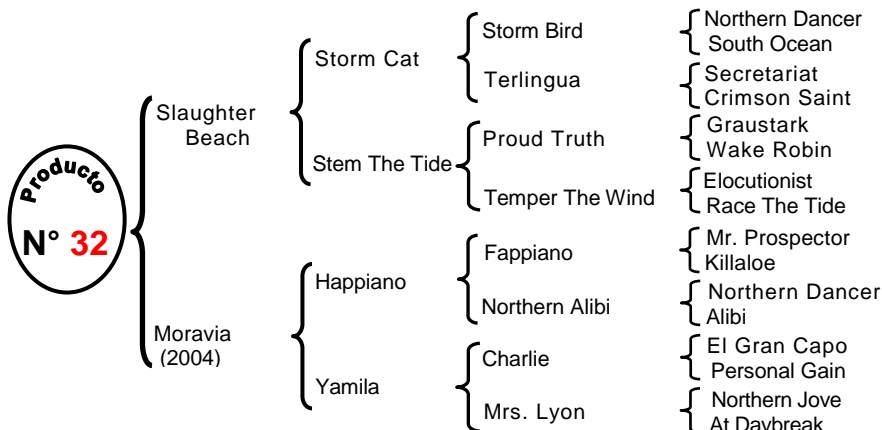 Producto
N° 32
Slaughter
Beach
Moravia
(2004)
Storm Cat
Stem The Tide
Happiano
Yamila
Storm Bird
Terlingua
Proud Truth
Temper The Wind
Fappiano
Northern Alibi
Charlie
Mrs. Lyon
Northern Dancer
South Ocean
Secretariat
Crimson Saint
Graustark
Wake Robin
Elocutionist
Race The Tide
Mr. Prospector
Killaloe
Northern Dancer
Alibi
El Gran Capo
Personal Gain
Northern Jove
At Daybreak